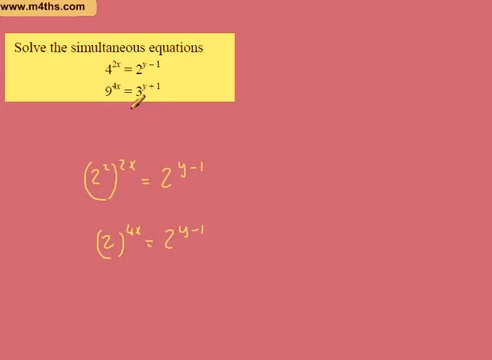 www.m4ths.com
Solve the simultaneous equations
4^{2x} = 2^{y-1}
9^{4x} = 3^{y+1}
(2^2)^{2x} = 2^{y-1}
(2)^{4x} = 2^{y-1}